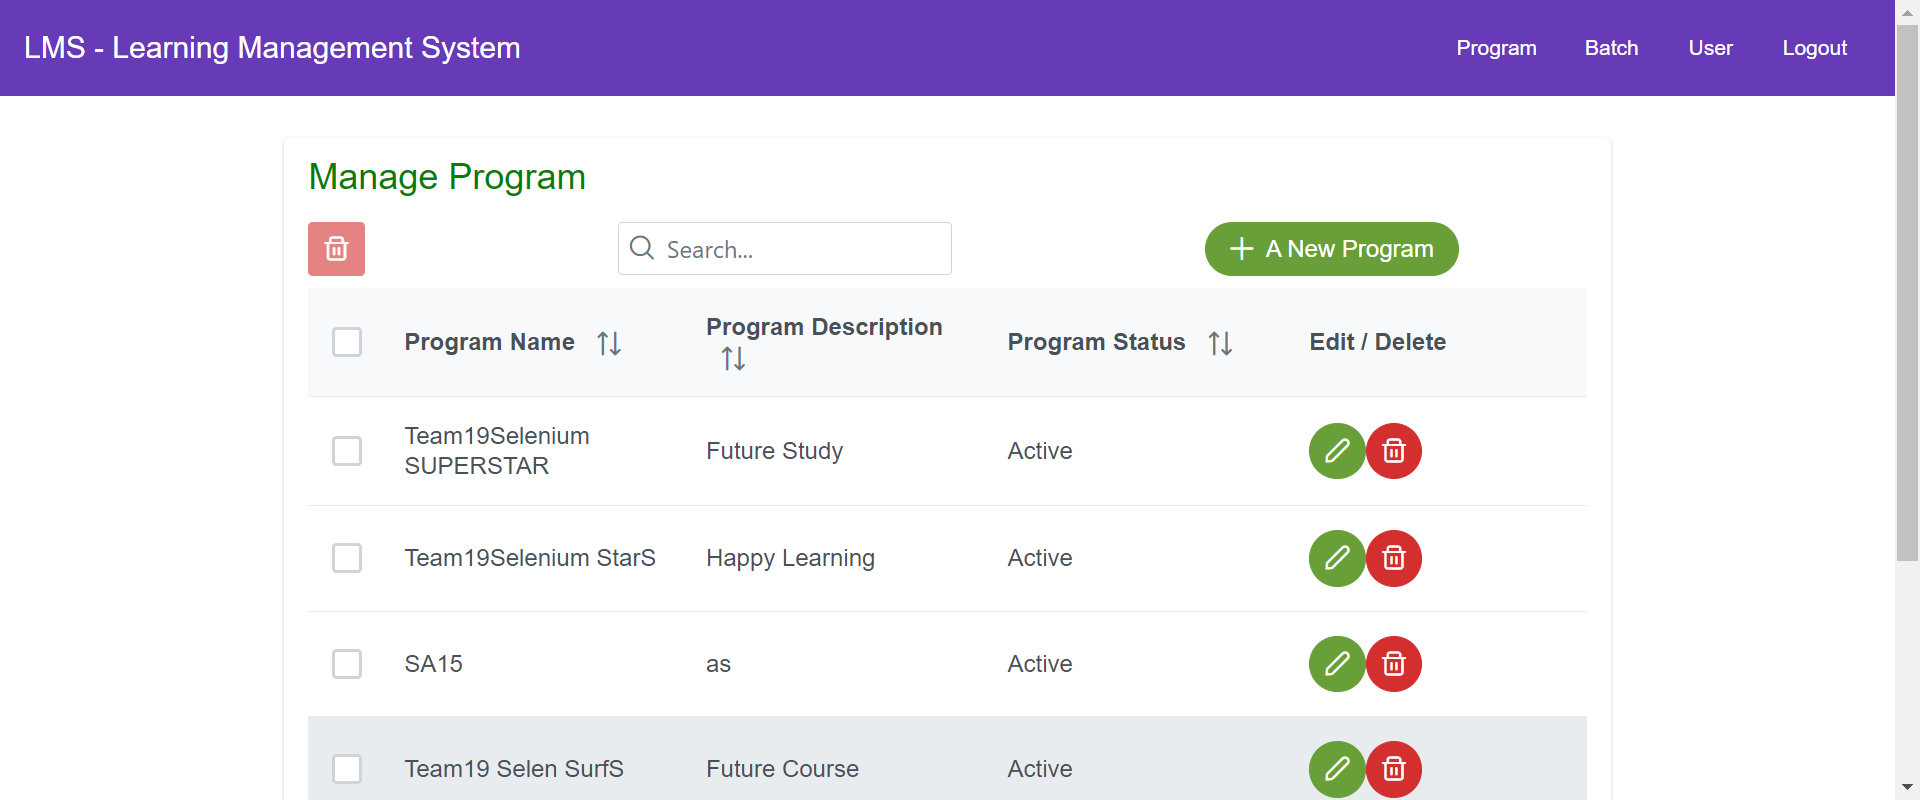 LMS - Learning Management System
Program
Batch
User
Logout
Manage Program
Search...
A New Program
Program Name
Program Description
Program Status
Edit / Delete
Team19Selenium
SUPERSTAR
Future Study
Active
Team19Selenium StarS
Happy Learning
Active
SA15
as
Active
Team19 Selen SurfS
Future Course
Active